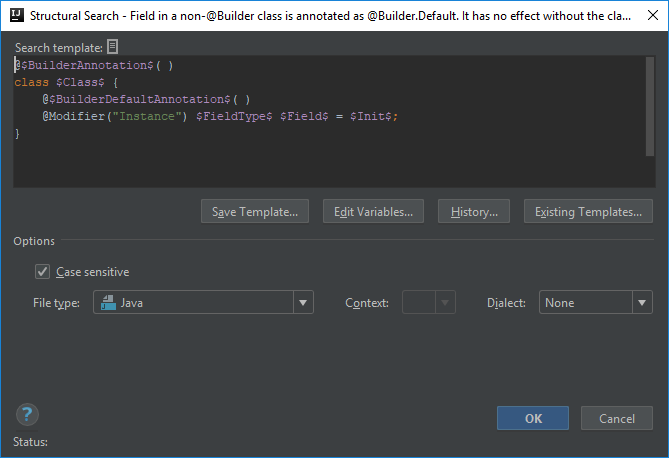 Structural Search - Field in a non-@Builder class is annotated as @Builder.Default. It has no effect without the cla...
Search template:
@$BuilderAnnotation$( )
class $Class$ {
@$BuilderDefaultAnnotation$( )
@Modifier("Instance") $FieldType$ $Field$ = $Init$;
}
Save Template... Edit Variables... History... Existing Templates...
Options
Case sensitive
File type: Java Context: Dialect: None
? OK Cancel
Status: